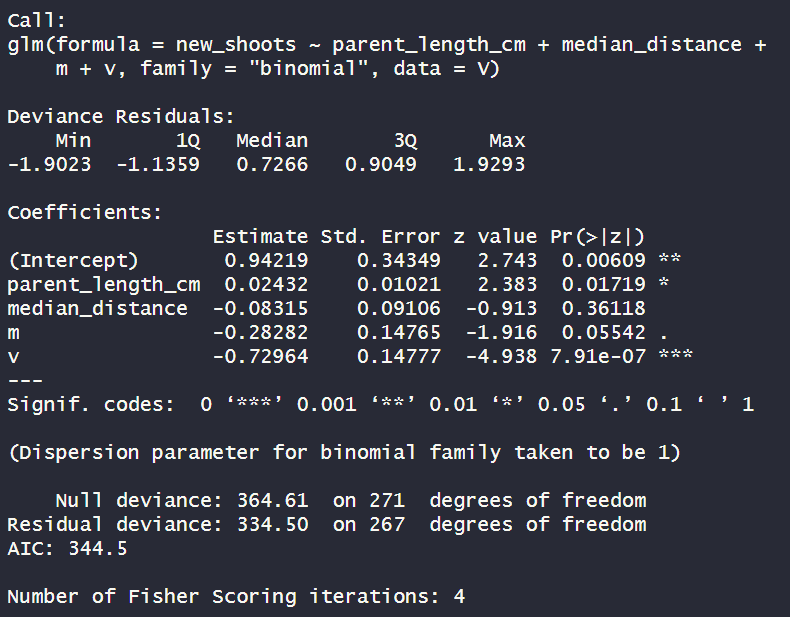 Call:
glm(formula = new_shoots ~ parent_length_cm + median_distance +
    m + v, family = "binomial", data = V)

Deviance Residuals:
    Min       1Q   Median       3Q      Max
-1.9023  -1.1359   0.7266   0.9049   1.9293

Coefficients:
                 Estimate Std. Error z value Pr(>|z|)
(Intercept)       0.94219    0.34349   2.743  0.00609 **
parent_length_cm  0.02432    0.01021   2.383  0.01719 *
median_distance  -0.08315    0.09106  -0.913  0.36118
m                -0.28282    0.14765  -1.916  0.05542 .
v                -0.72964    0.14777  -4.938 7.91e-07 ***
---
Signif. codes:  0 ‘***’ 0.001 ‘**’ 0.01 ‘*’ 0.05 ‘.’ 0.1 ‘ ’ 1

(Dispersion parameter for binomial family taken to be 1)

    Null deviance: 364.61  on 271  degrees of freedom
Residual deviance: 334.50  on 267  degrees of freedom
AIC: 344.5

Number of Fisher Scoring iterations: 4